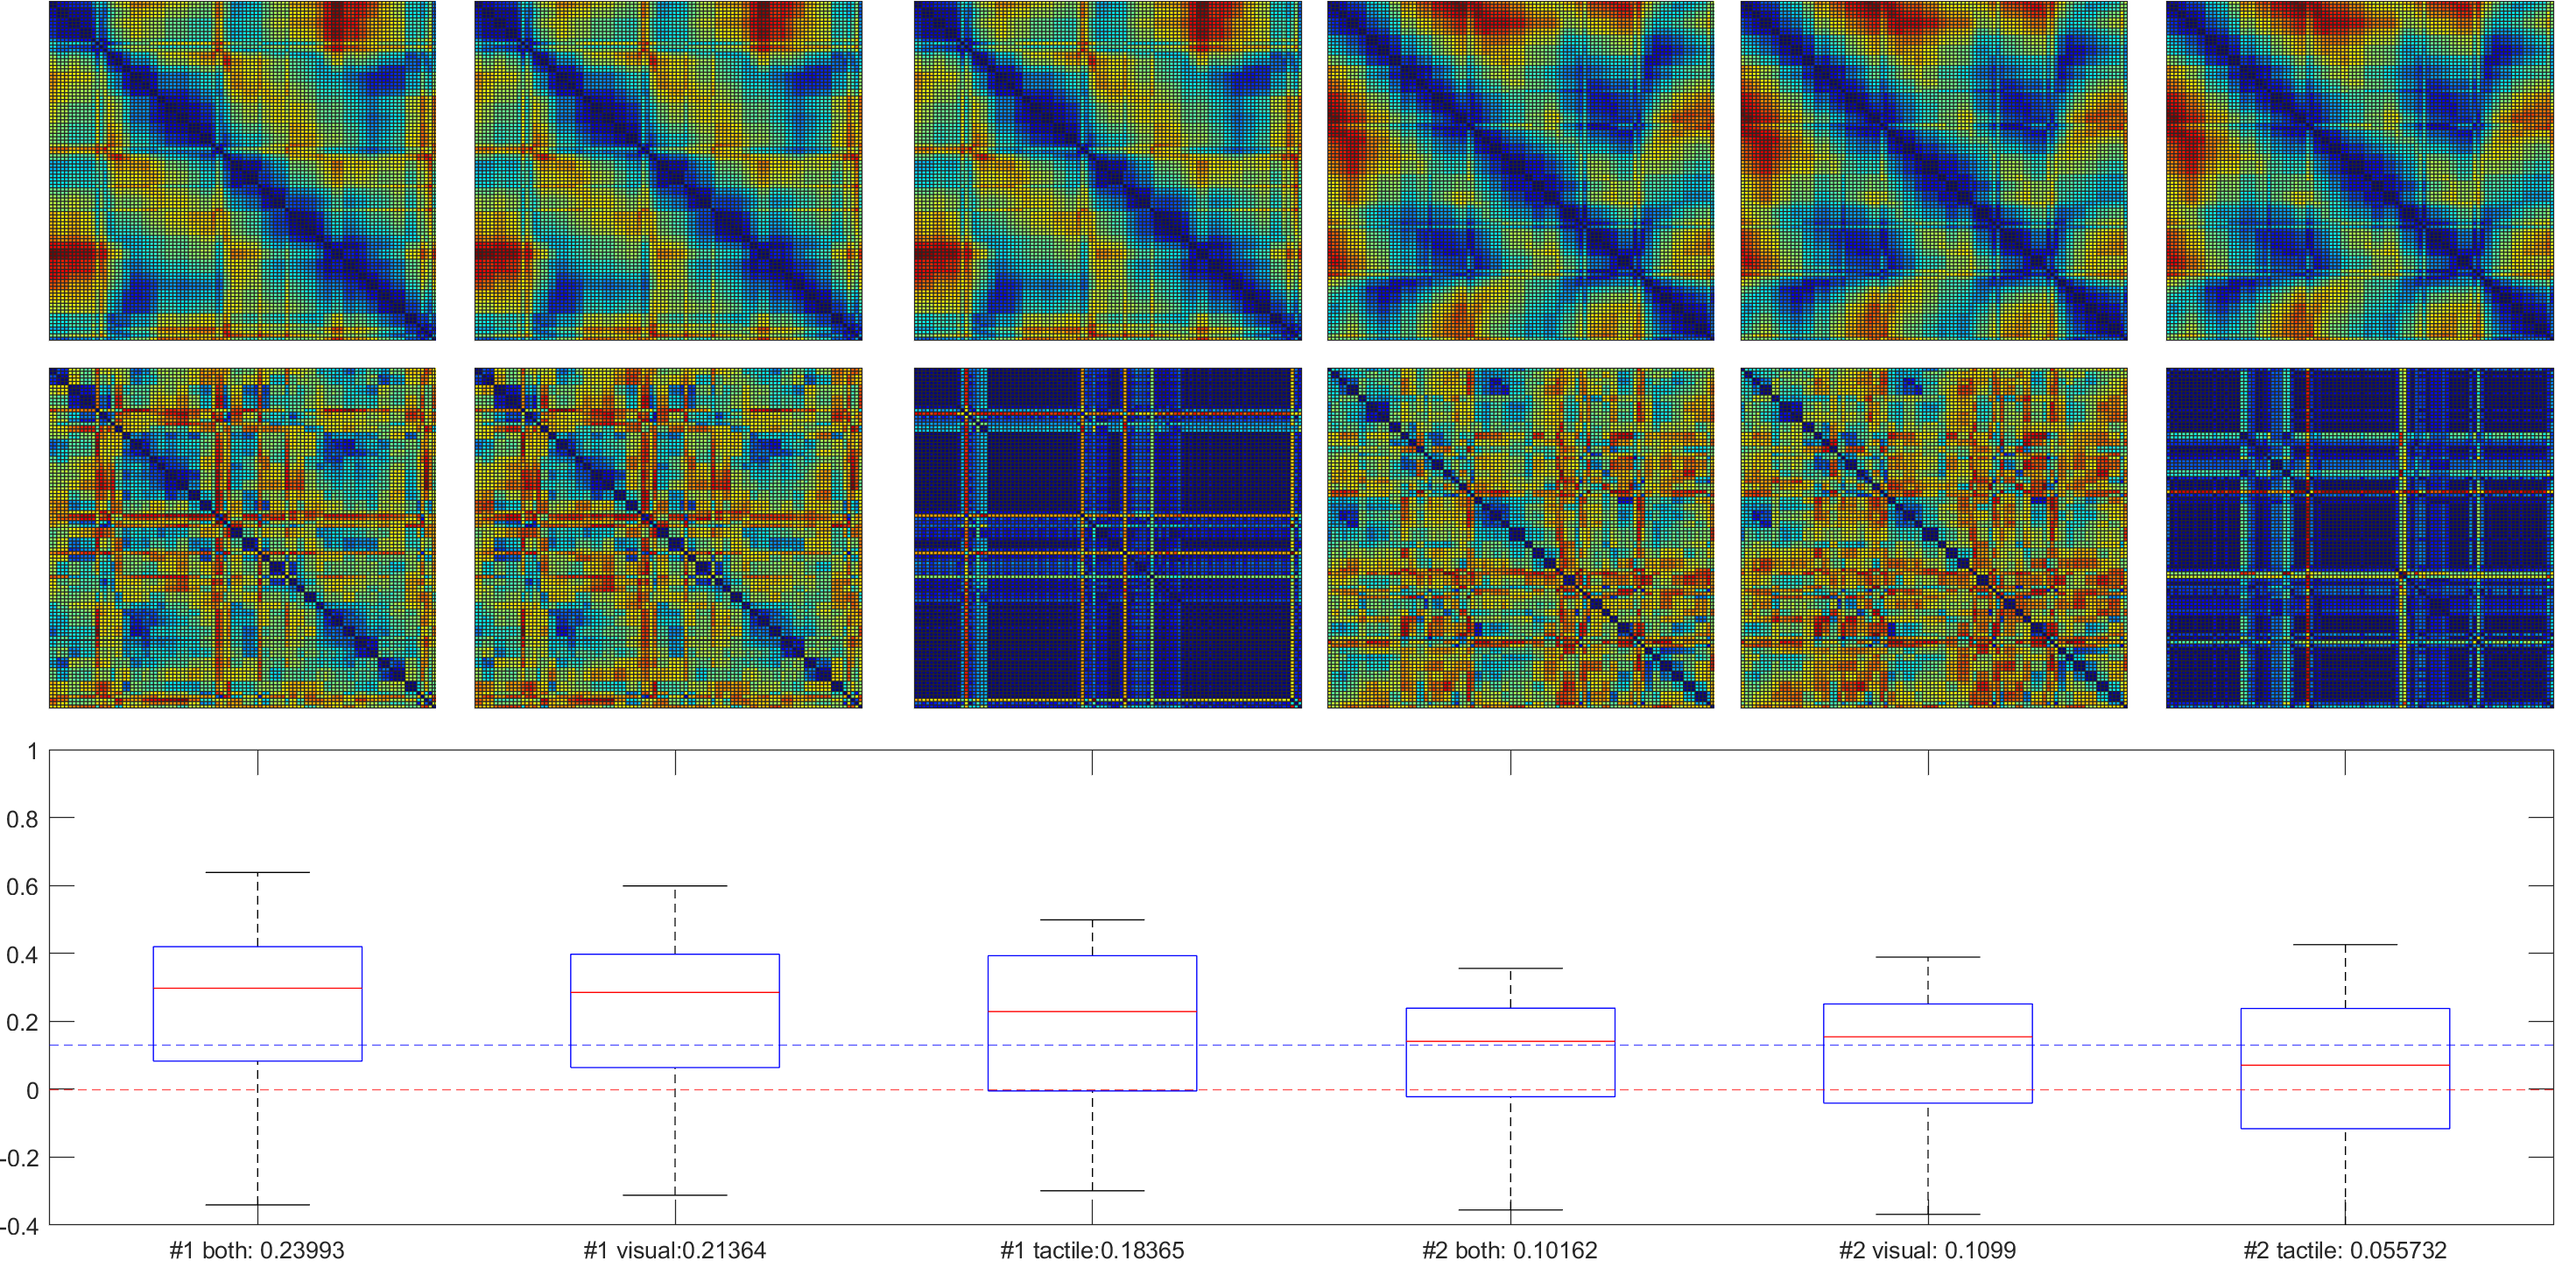 1
0.8
0.6
0.4
0.2
0
-0.2
-0.4
#1 both: 0.23993
#1 visual:0.21364
#1 tactile:0.18365
#2 both: 0.10162
#2 visual: 0.1099
#2 tactile: 0.055732